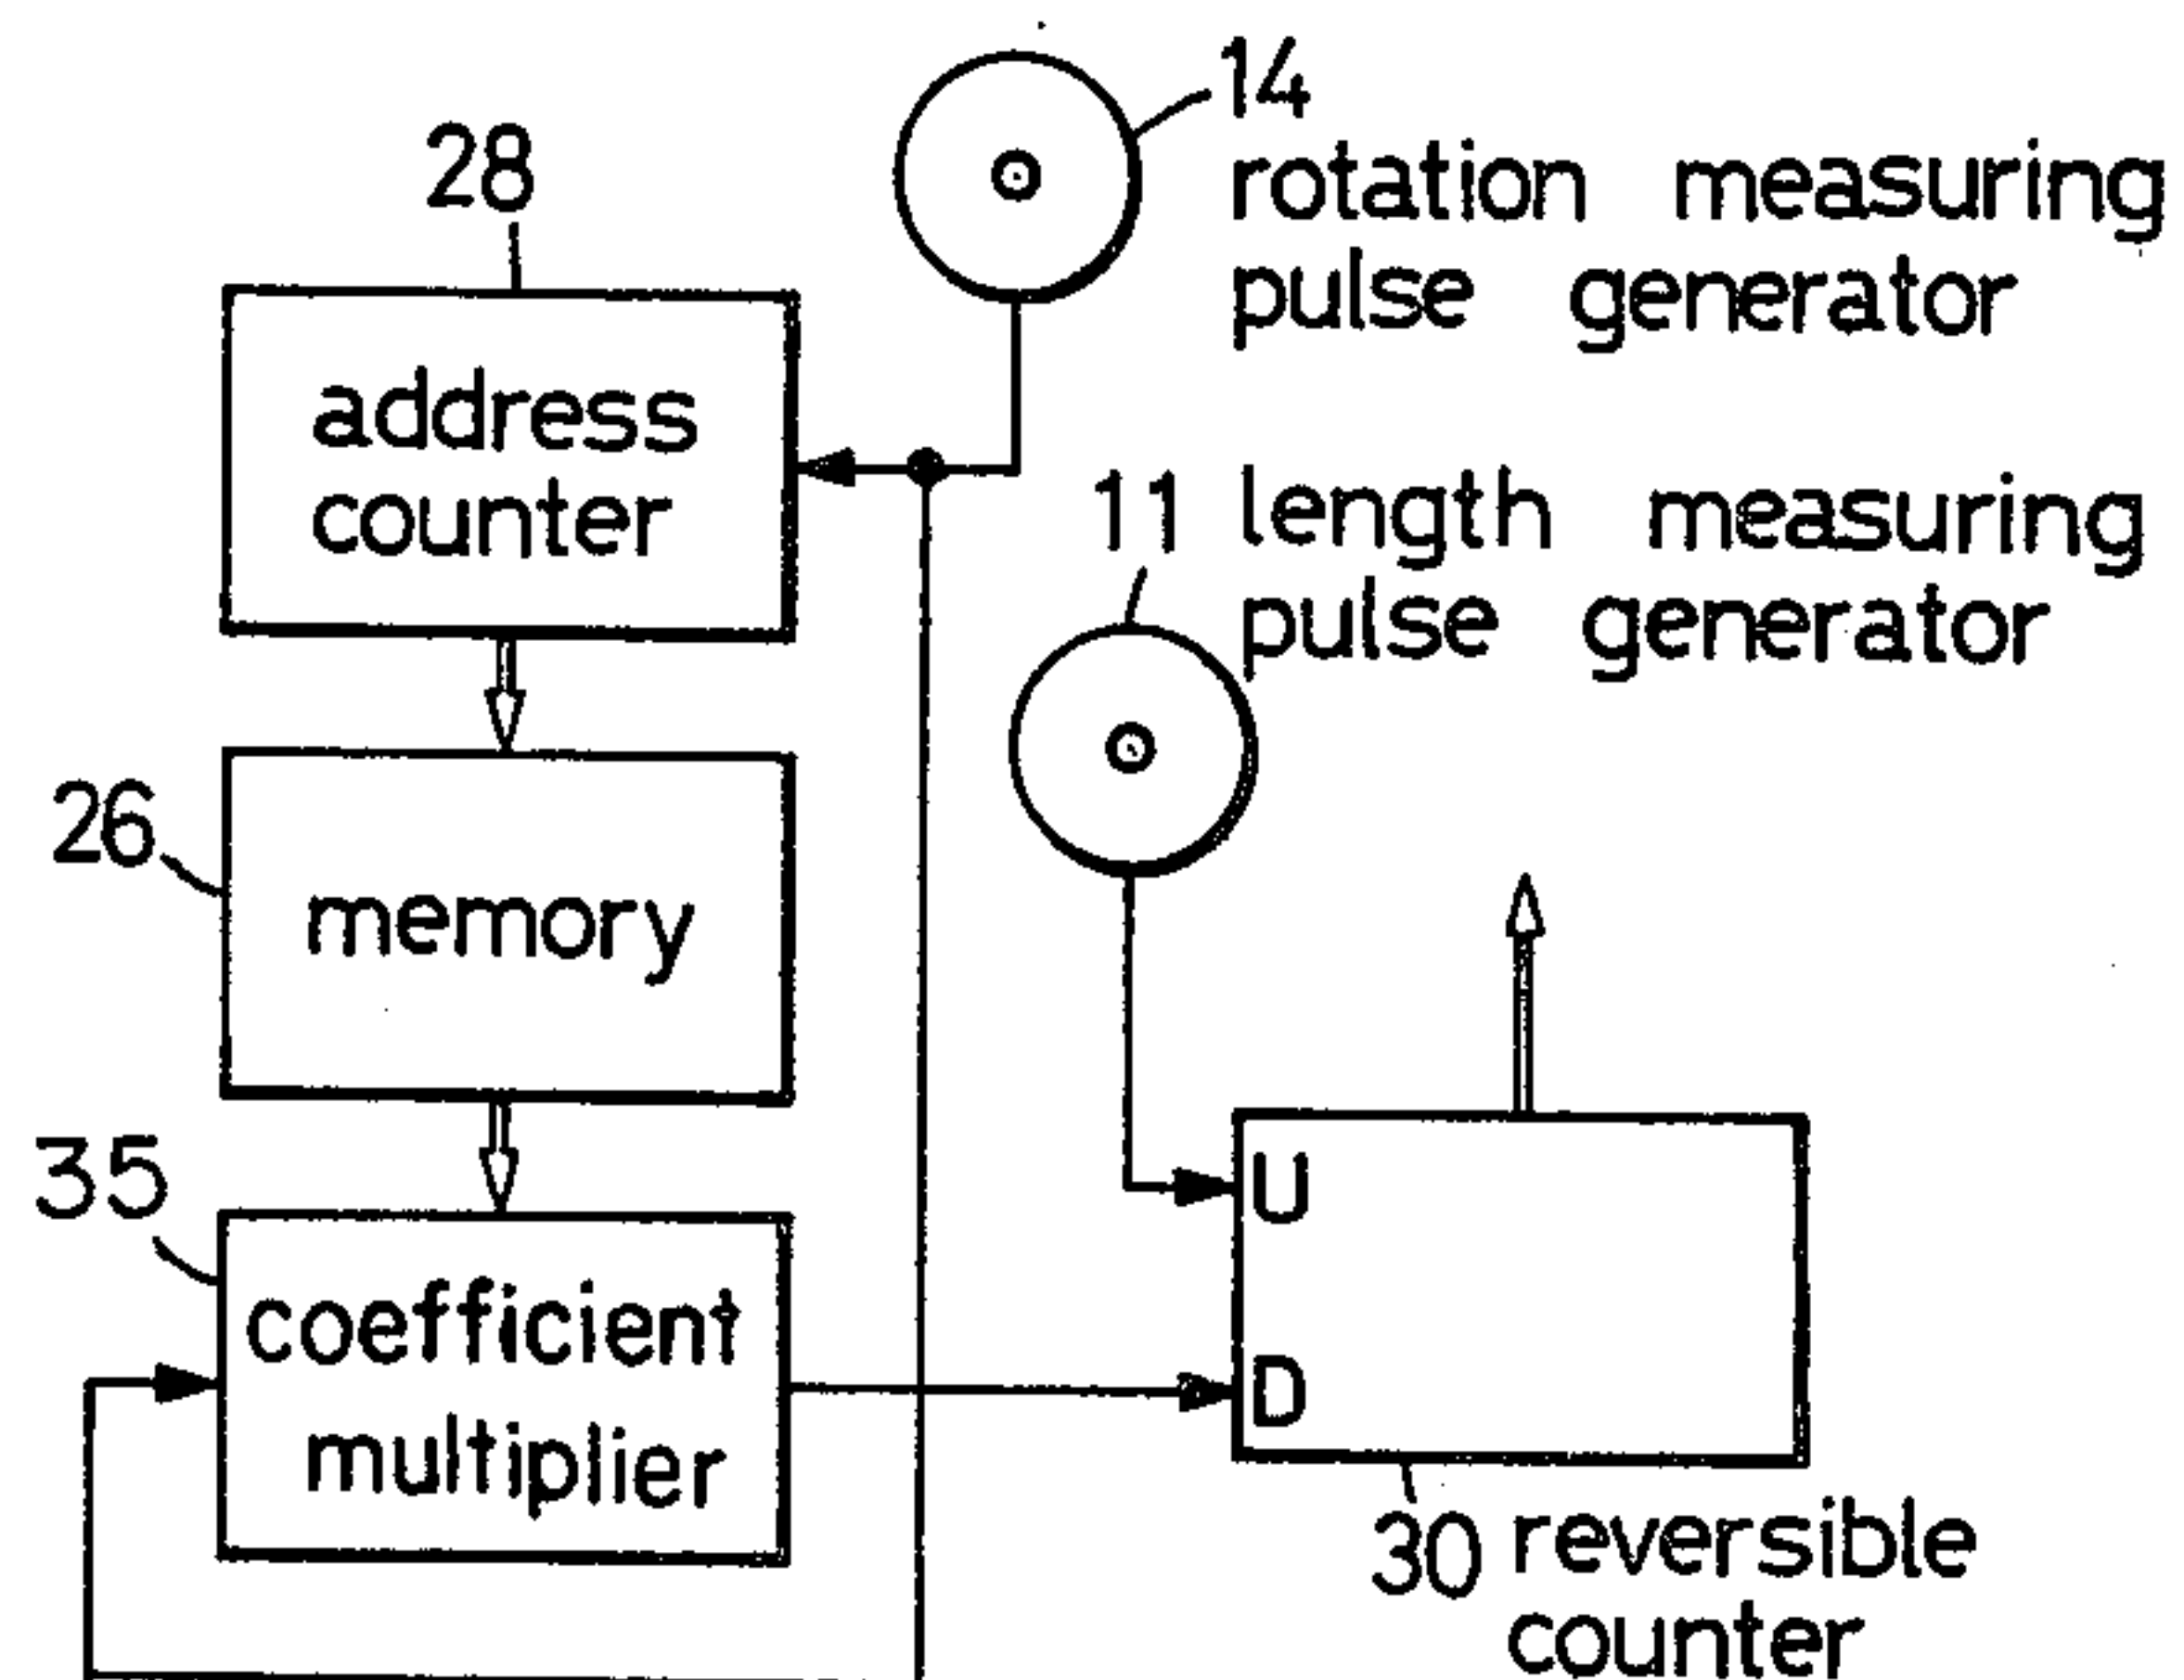 14
rotation measuring
pulse generator
28
address
counter
11 length measuring
pulse generator
26
memory
35
coefficient
multiplier
U
D
30 reversible
counter